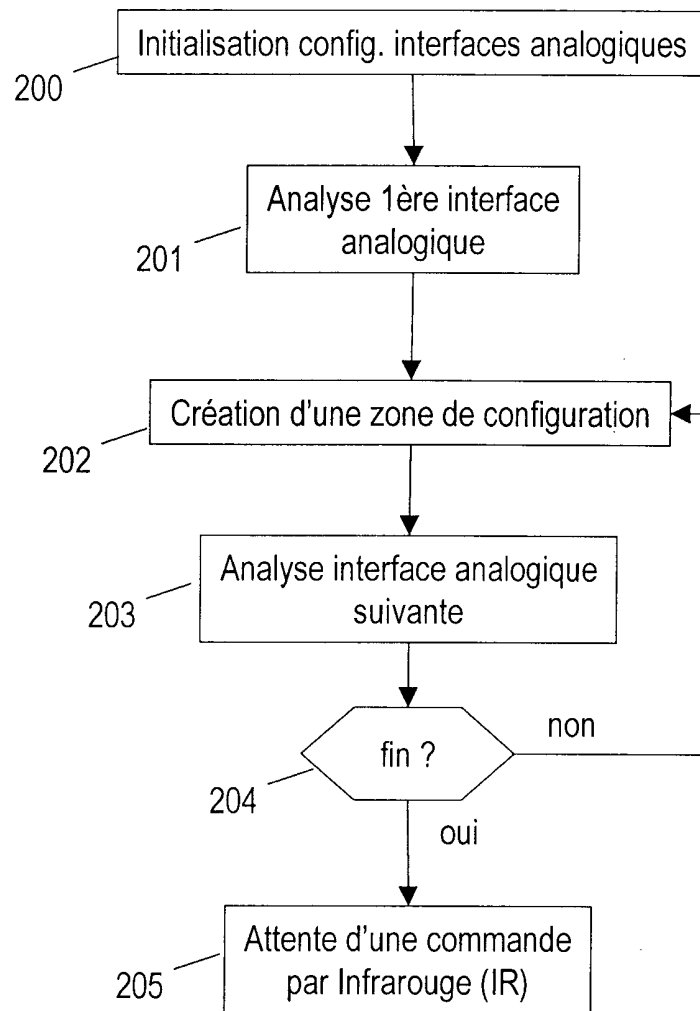 Initialisation config. interfaces analogiques
200
Analyse 1ère interface
analogique
201
Création d'une zone de configuration
202
Analyse interface analogique
suivante
203
fin ?
non
204
oui
Attente d'une commande
par Infrarouge (IR)
205